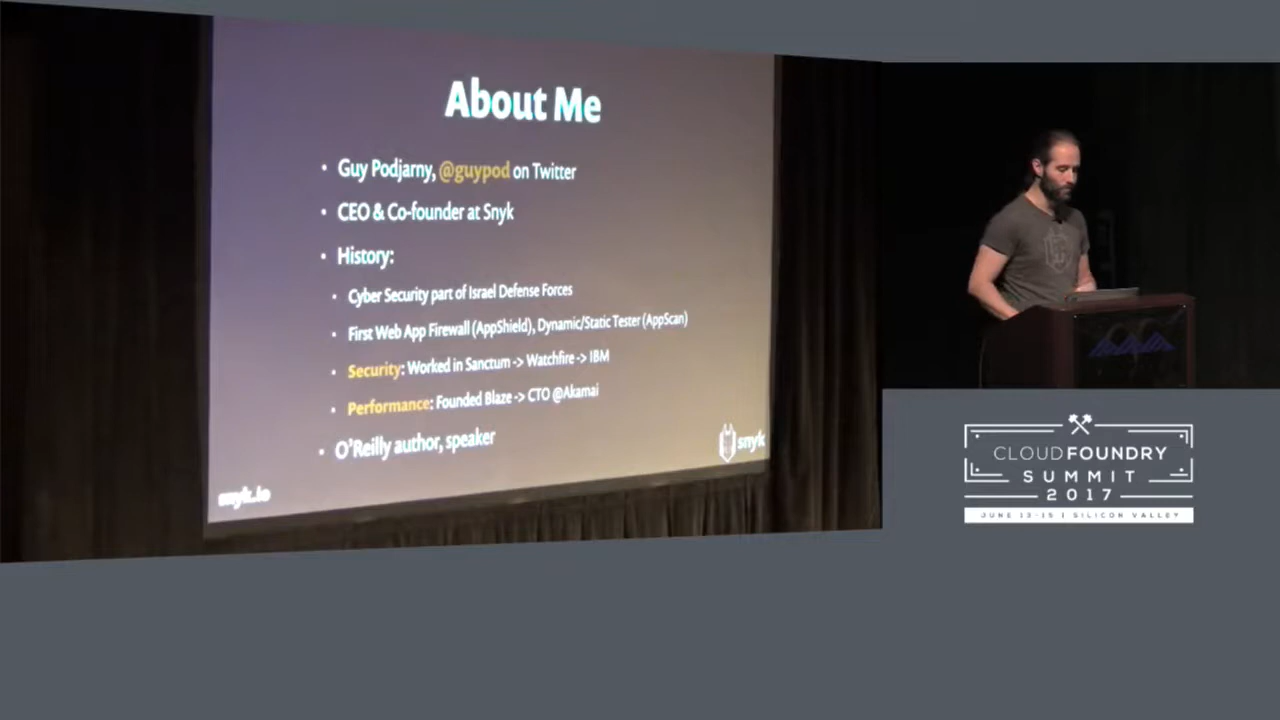 About Me
• Guy Podjarny, @guypod on Twitter
• CEO & Co-founder at Snyk
• History:
• Cyber Security part of Israel Defense Forces
• First Web App Firewall (AppShield), Dynamic/Static Tester (AppScan)
• Security: Worked in Sanctum -> Watchfire -> IBM
• Performance: Founded Blaze -> CTO @Akamai
• O'Reilly author, speaker
snyk
snyk.io
CLOUDFOUNDRY
SUMMIT
2017
JUNE 13-15 | SILICON VALLEY